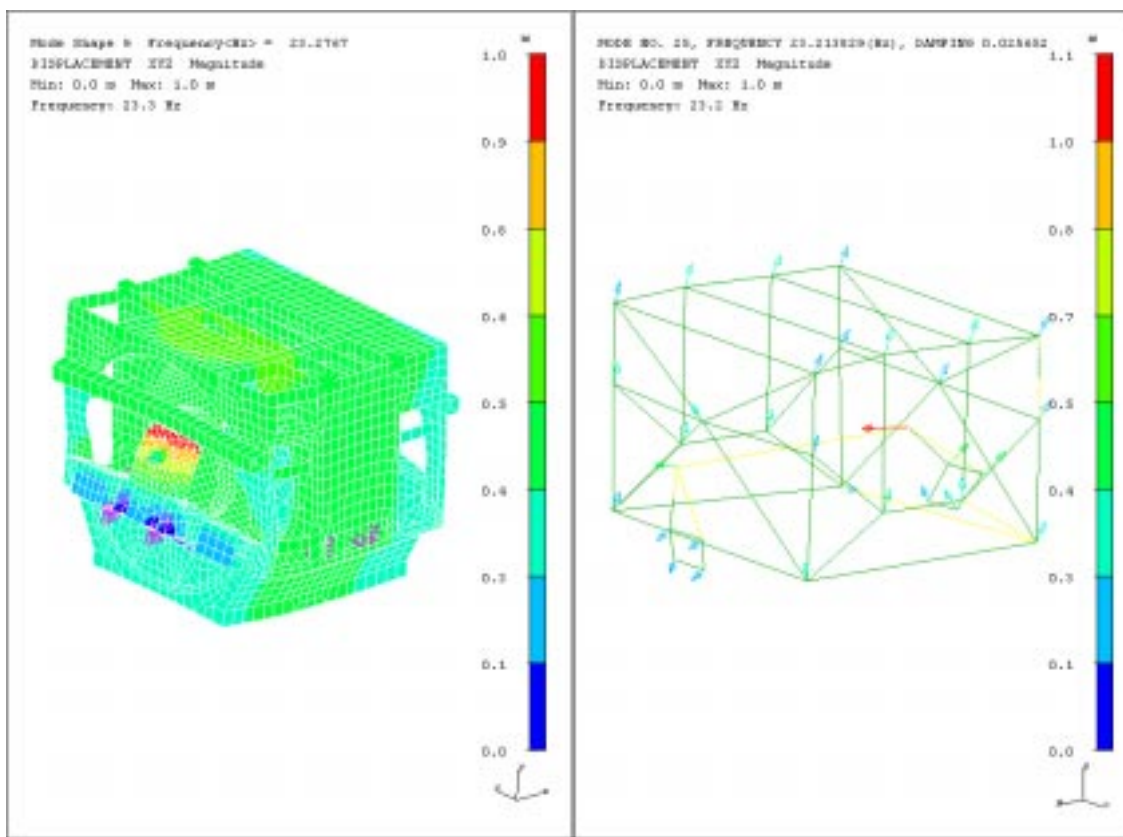 Mode Shape 9 Frequency<Hz> = 23.2767
DISPLACEMENT XYZ Magnitude
Min: 0.0 m Max: 1.0 m
Frequency: 23.3 Hz
m
1.0
0.9
0.8
0.6
0.5
0.4
0.3
0.1
0.0
MODE NO. 25, FREQUENCY 23.213829(Hz), DAMPING
DISPLACEMENT XYZ Magnitude
Min: 0.0 m Max: 1.0 m
Frequency: 23.2 Hz
m
1.1
1.0
0.8
0.7
0.5
0.4
0.3
0.1
0.0